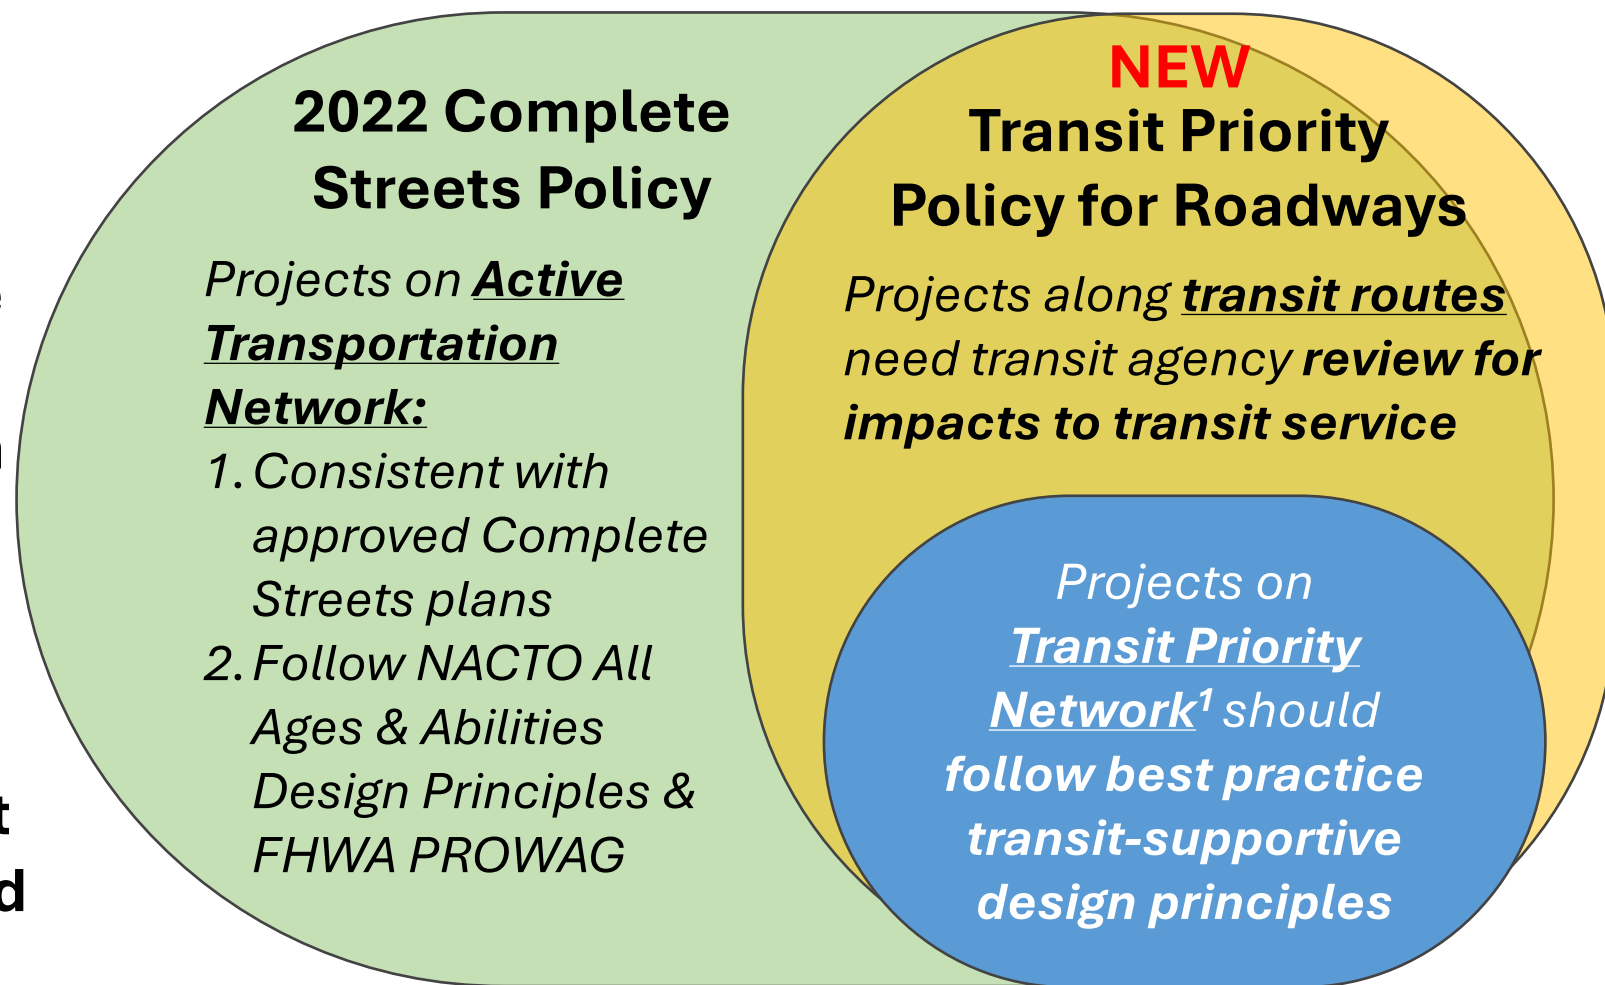 2022 Complete
Streets Policy
Projects on Active
Transportation
Network:
1. Consistent with
approved Complete
Streets plans
2. Follow NACTO All
Ages & Abilities
Design Principles &
FHWA PROWAG
NEW
Transit Priority
Policy for Roadways
Projects along transit routes
need transit agency review for
impacts to transit service
Projects on
Transit Priority
Network¹ should
follow best practice
transit-supportive
design principles